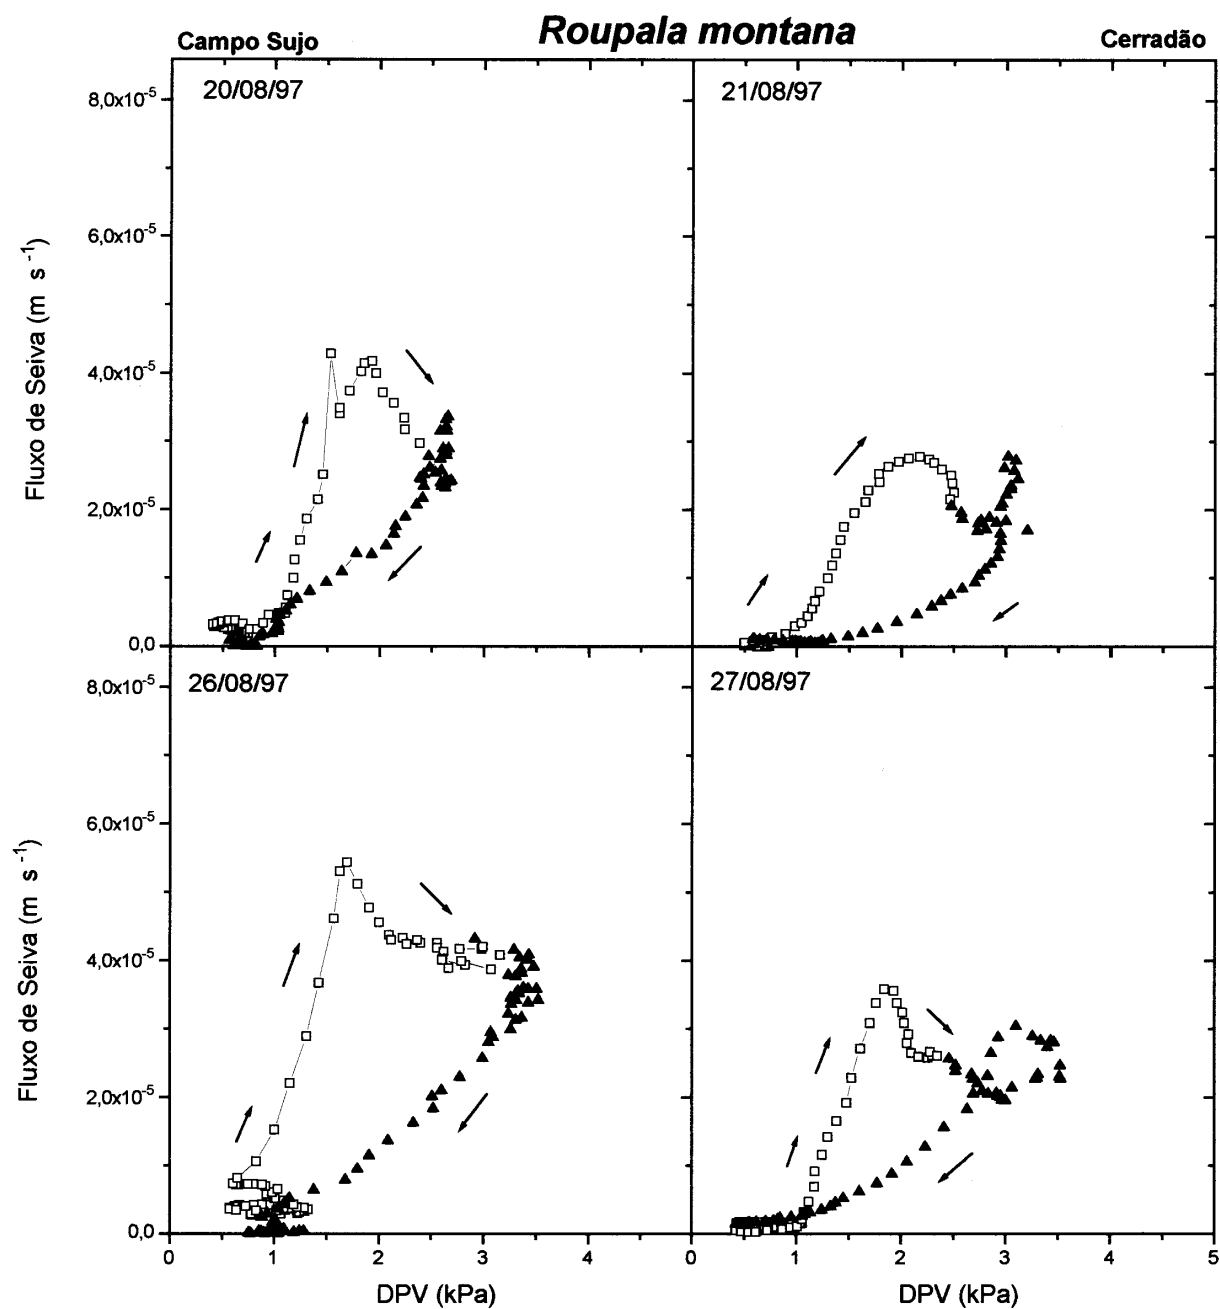 Roupala montana
Campo Sujo
Cerradão
20/08/97
21/08/97
8,0x10-5
6,0x10-5
4,0x10-5
2,0x10-5
0,0
Fluxo de Seiva (m s -1)
26/08/97
27/08/97
8,0x10-5
6,0x10-5
4,0x10-5
2,0x10-5
0,0
Fluxo de Seiva (m s -1)
0 1 2 3 4 0 1 2 3 4 5
DPV (kPa)
DPV (kPa)